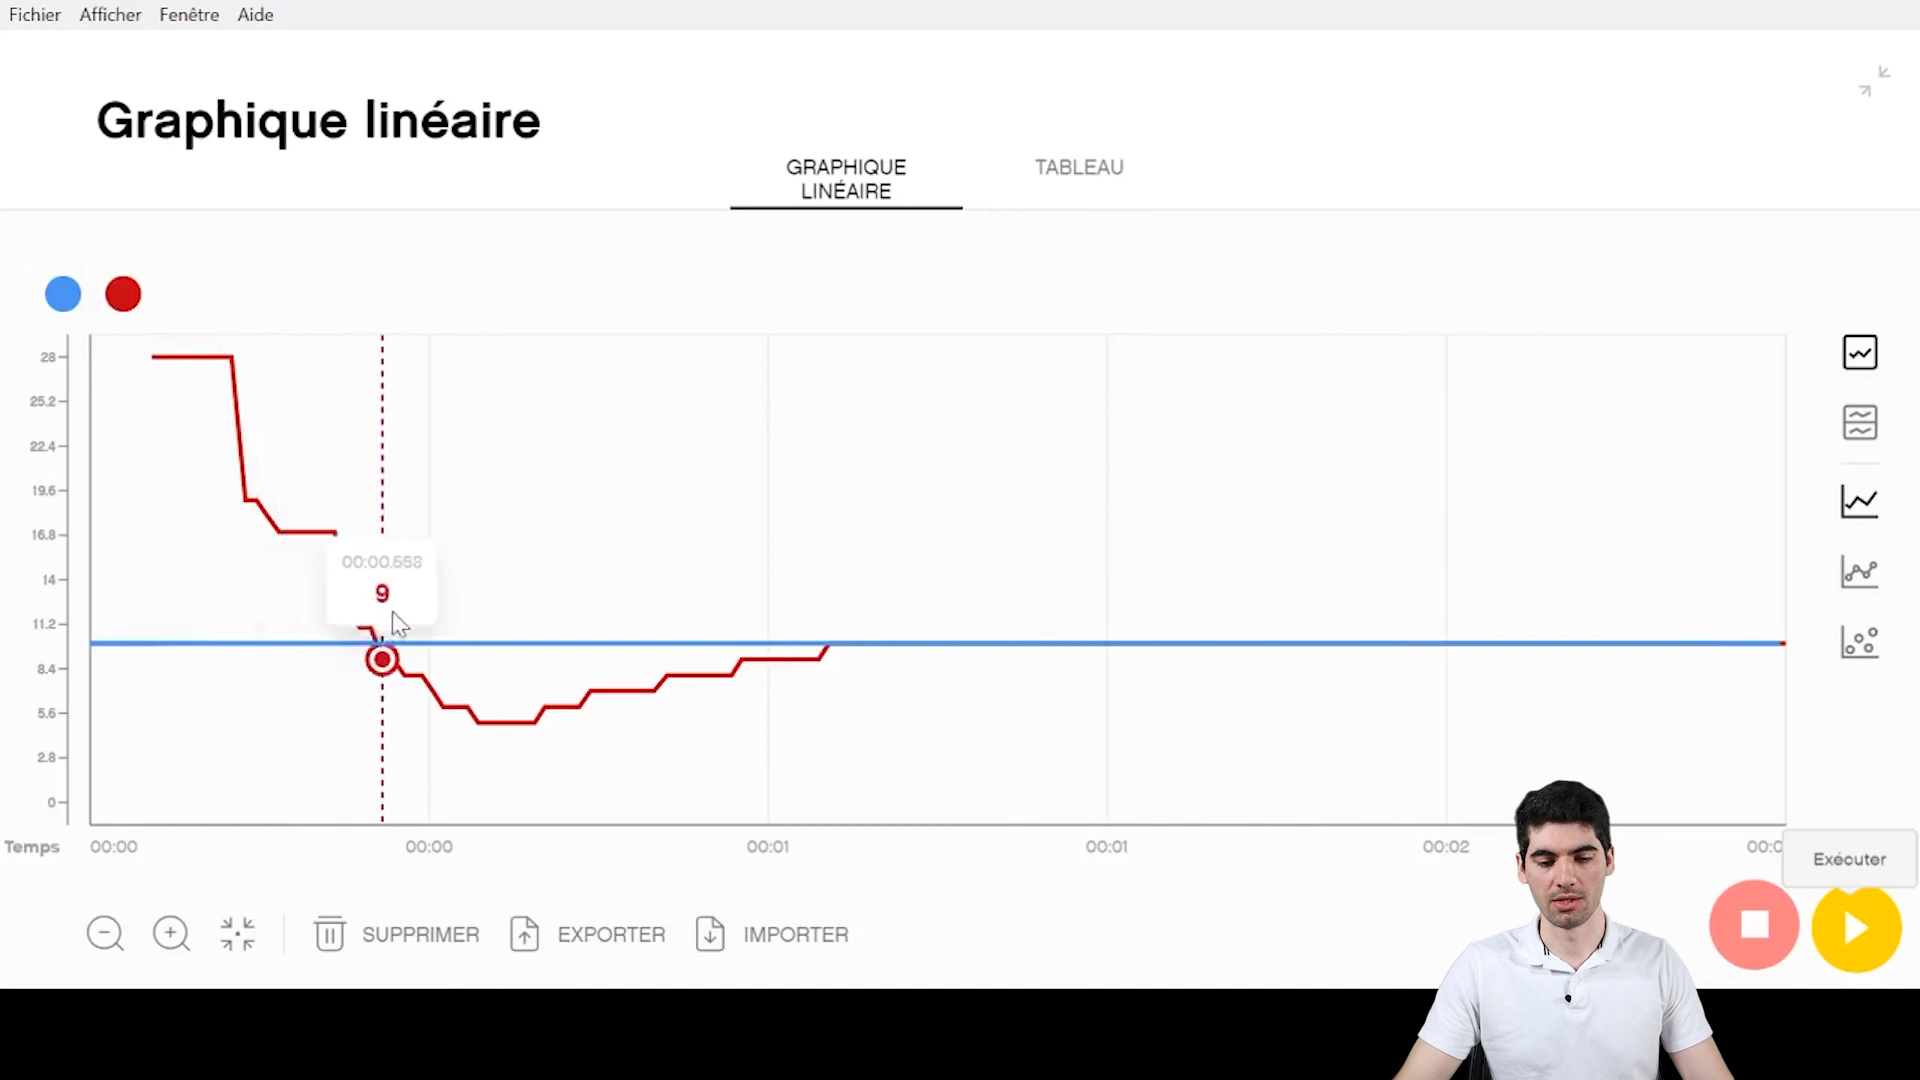 Fichier Afficher Fenêtre Aide
Graphique linéaire
GRAPHIQUE
LINÉAIRE
TABLEAU
28
25.2
22.4
19.6
16.8
14
11.2
8.4
5.6
2.8
0
00:00.558
9
Temps 00:00 00:00 00:01 00:01 00:02 00:0
Exécuter
SUPPRIMER EXPORTER IMPORTER